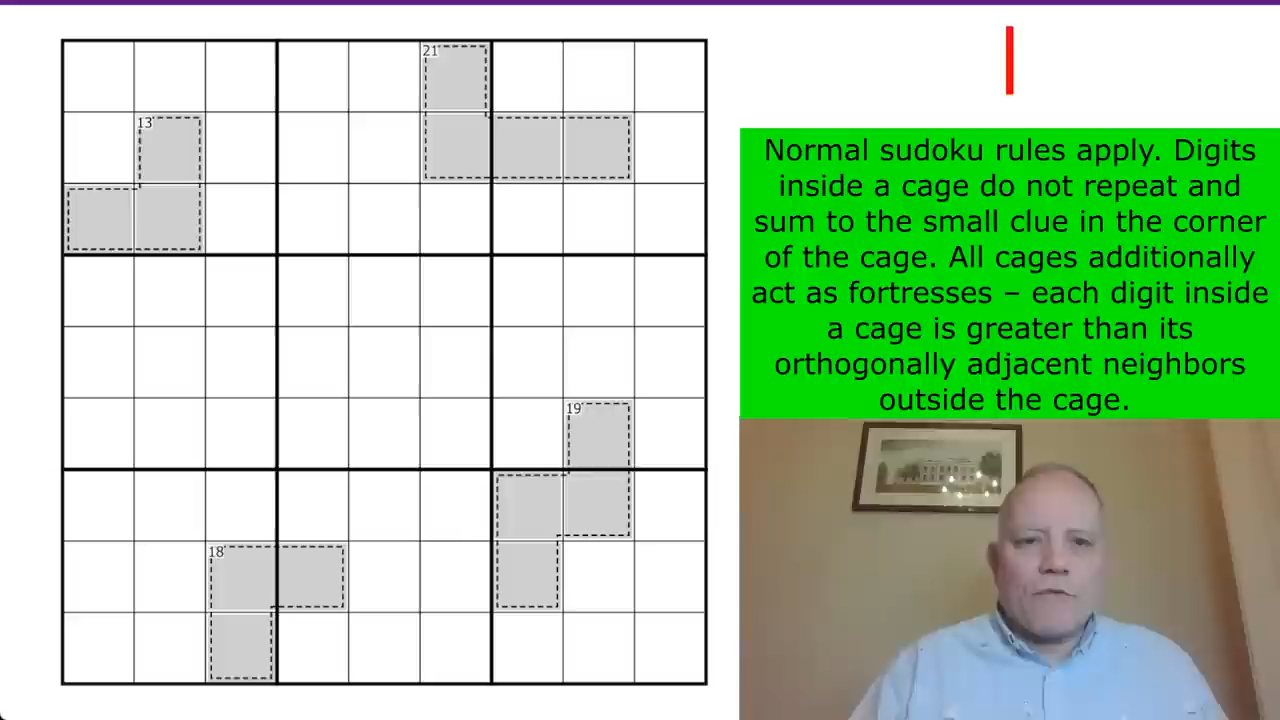 21
13
19
18
Normal sudoku rules apply. Digits
inside a cage do not repeat and
sum to the small clue in the corner
of the cage. All cages additionally
act as fortresses – each digit inside
a cage is greater than its
orthogonally adjacent neighbors
outside the cage.